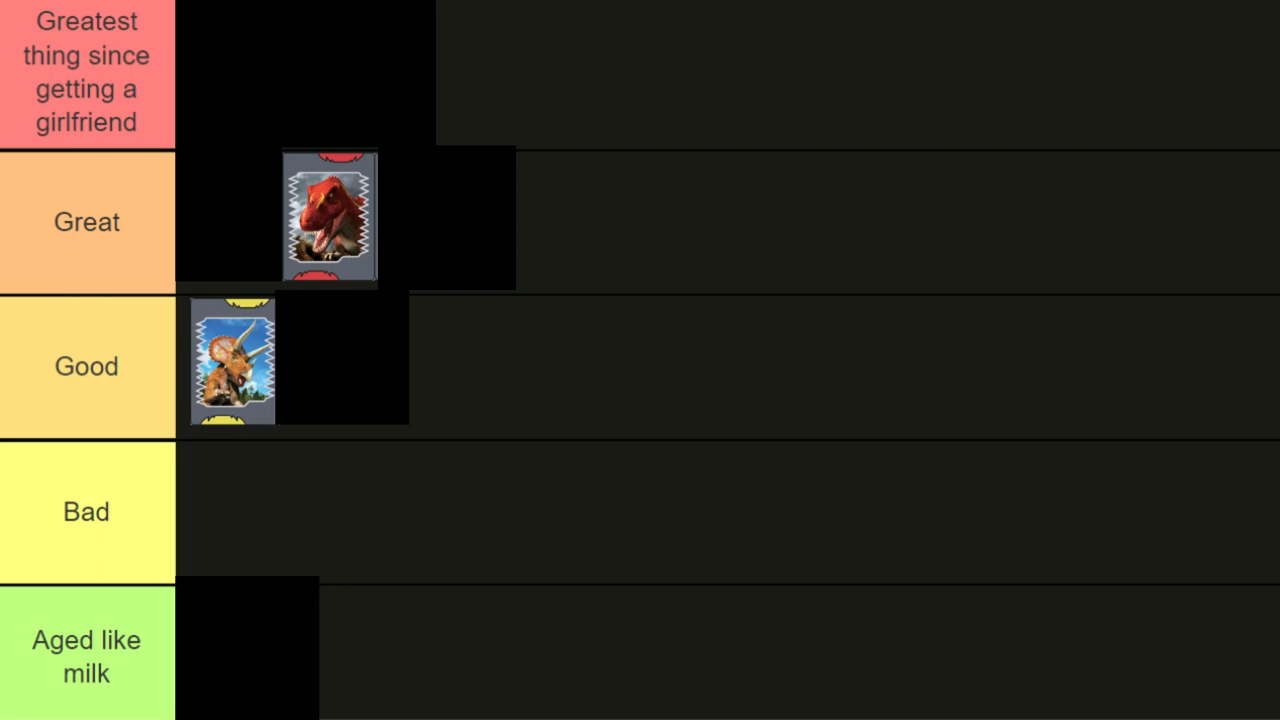 Greatest
thing since
getting a
girlfriend
Great
Good
Bad
Aged like
milk